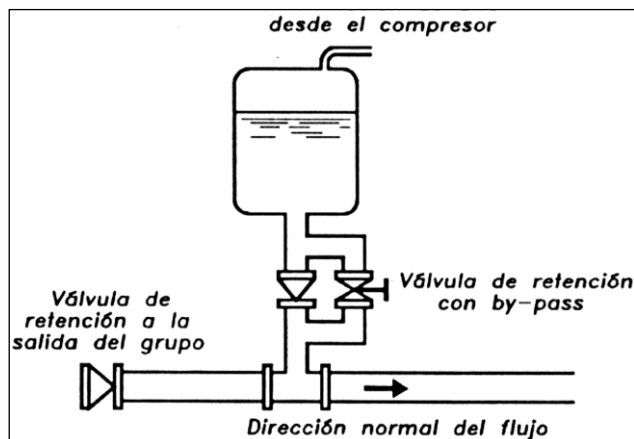 desde el compresor
Válvula de retención
con by-pass
Válvula de
retención a la
salida del grupo
Dirección normal del flujo